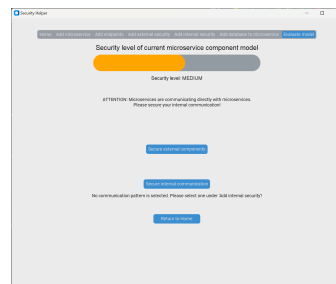 Security Helper
Home Add microservice Add endpoints Add external security Add internal security Add database to microservice Evaluate model
Security level of current microservice component model
Security level: MEDIUM
ATTENTION: Microservices are communicating directly with microservices.
Please secure your internal communication!
Secure external components
Secure internal communication
No communication pattern is selected. Please select one under 'Add internal security'!
Return to Home